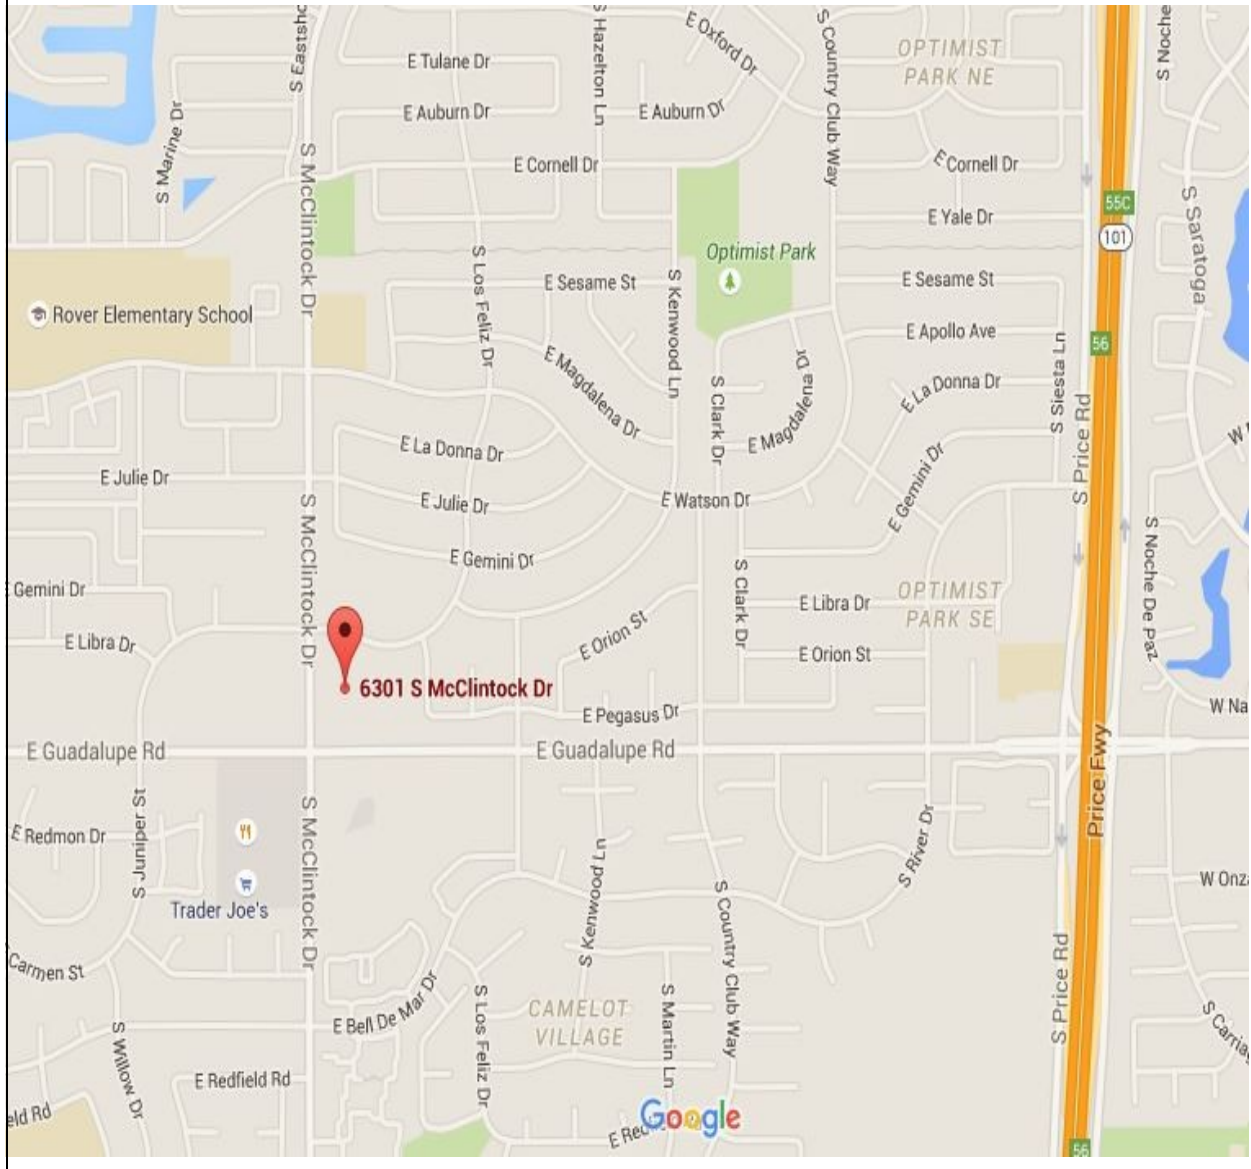 S Eastsho
S Hazelton Ln
E Oxford Dr
S Country Club Way
OPTIMIST
PARK NE
S Noche
E Tulane Dr
S Marine Dr
E Auburn Dr
E Auburn Dr
S McClintock Dr
E Cornell Dr
E Cornell Dr
55C
E Yale Dr
S Saratoga
101
Optimist Park
S Los Feliz Dr
E Sesame St
S Kenwood Ln
E Sesame St
Rover Elementary School
E Apollo Ave
56
E Magdalena Dr
S Clark Dr
E Magdalena Dr
E La Donna Dr
S Siesta Ln
S Price Rd
E La Donna Dr
W
E Julie Dr
E Julie Dr
E Watson Dr
E Gemini Dr
S McClintock Dr
E Gemini Dr
S Clark Dr
S Noche De Paz
Gemini Dr
E Libra Dr
OPTIMIST
PARK SE
E Libra Dr
E Orion St
E Orion St
6301 S McClintock Dr
E Pegasus Dr
W Na
E Guadalupe Rd
E Guadalupe Rd
Price Fwy
S Juniper St
S McClintock Dr
E Redmon Dr
S Kenwood Ln
S River Dr
Trader Joe's
S Country Club Way
W Onza
Carmen St
S Price Rd
E Bell De Mar Dr
S Los Feliz Dr
CAMELOT
VILLAGE
S Martin Ln
S Carria
S Willow Dr
E Redfield Rd
eld Rd
Google
E Red
56